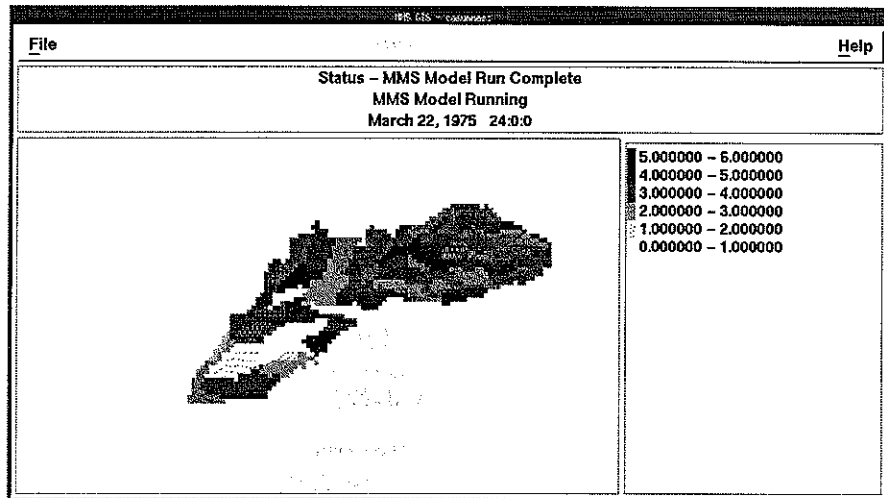 File
Help
Status – MMS Model Run Complete
MMS Model Running
March 22, 1975 24:0:0
5.000000 – 6.000000
4.000000 – 5.000000
3.000000 – 4.000000
2.000000 – 3.000000
1.000000 – 2.000000
0.000000 – 1.000000